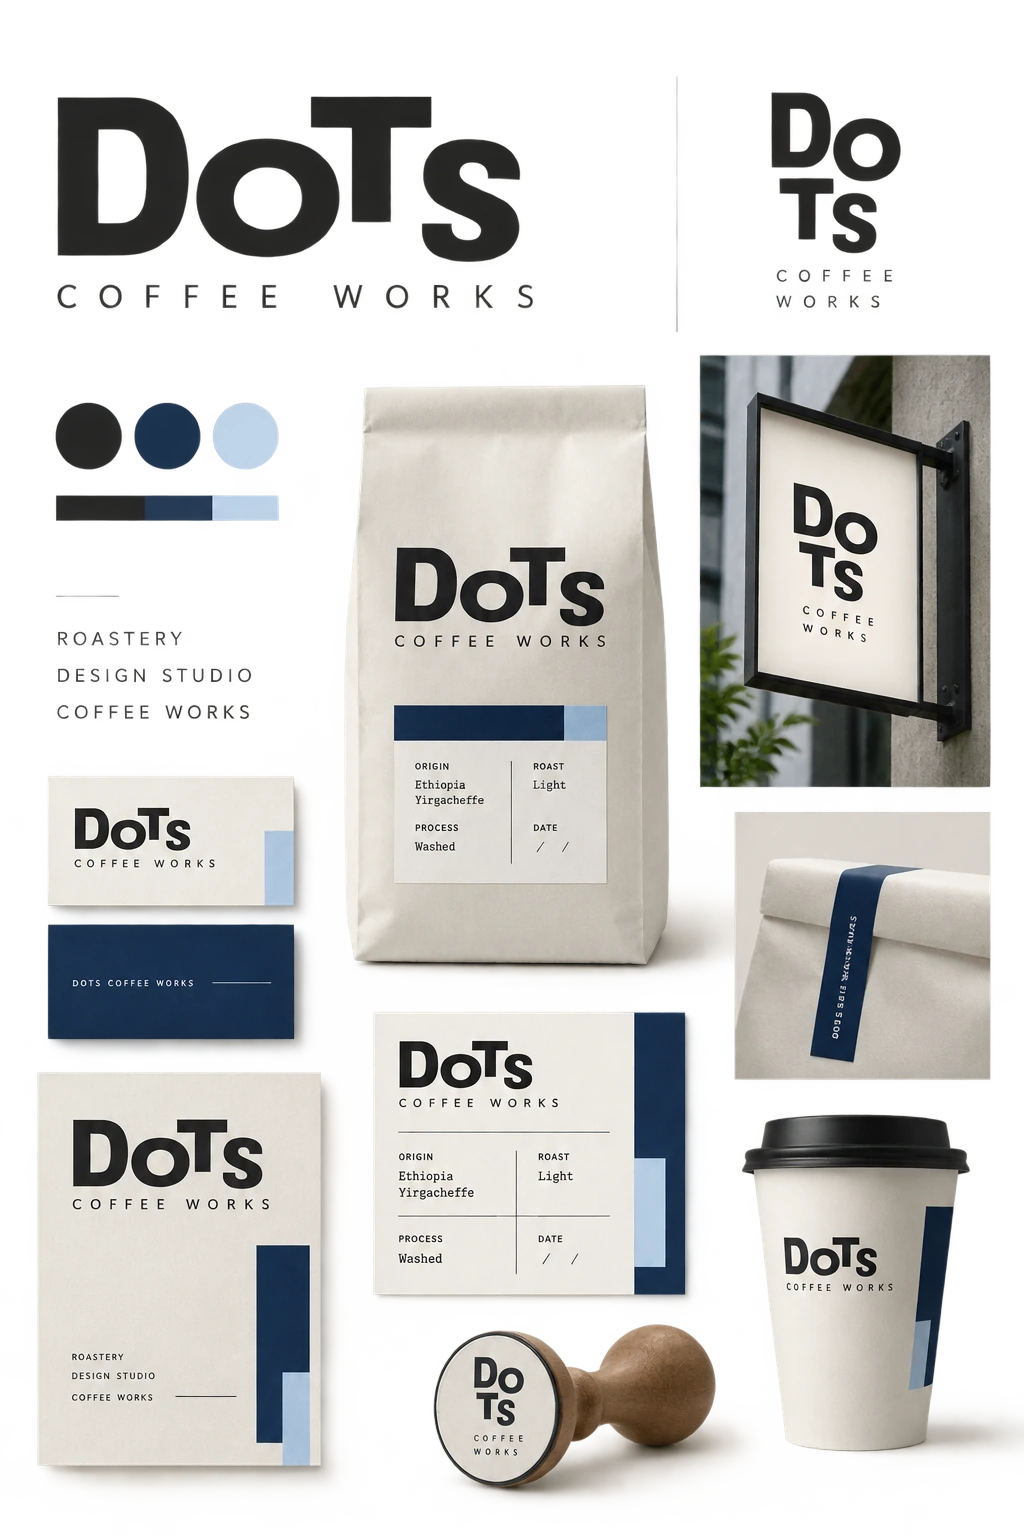 DoTs
COFFEE WORKS
Do
Ts
COFFEE
WORKS
ROASTERY
DESIGN STUDIO
COFFEE WORKS
DoTs
COFFEE WORKS
ORIGIN
Ethiopia
Yirgacheffe
ROAST
Light
PROCESS
Washed
DATE
/ /
Do
Ts
COFFEE
WORKS
DoTs
COFFEE WORKS
DOTS COFFEE WORKS
DoTs
COFFEE WORKS
ROASTERY
DESIGN STUDIO
COFFEE WORKS
DoTs
COFFEE WORKS
ORIGIN
Ethiopia
Yirgacheffe
ROAST
Light
PROCESS
Washed
DATE
/ /
Do
Ts
COFFEE
WORKS
DoTs
COFFEE WORKS